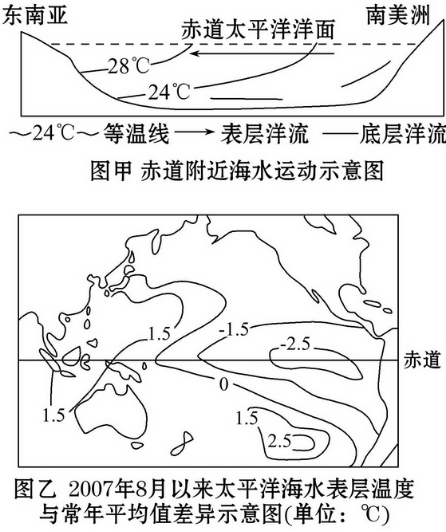 东南亚
南美洲
赤道太平洋洋面
28℃
24℃
～24℃～等温线 表层洋流 底层洋流
图甲 赤道附近海水运动示意图
1.5
-1.5
-2.5
赤道
0
1.5
1.5
2.5
图乙 2007年8月以来太平洋海水表层温度
与常年平均值差异示意图(单位：℃)